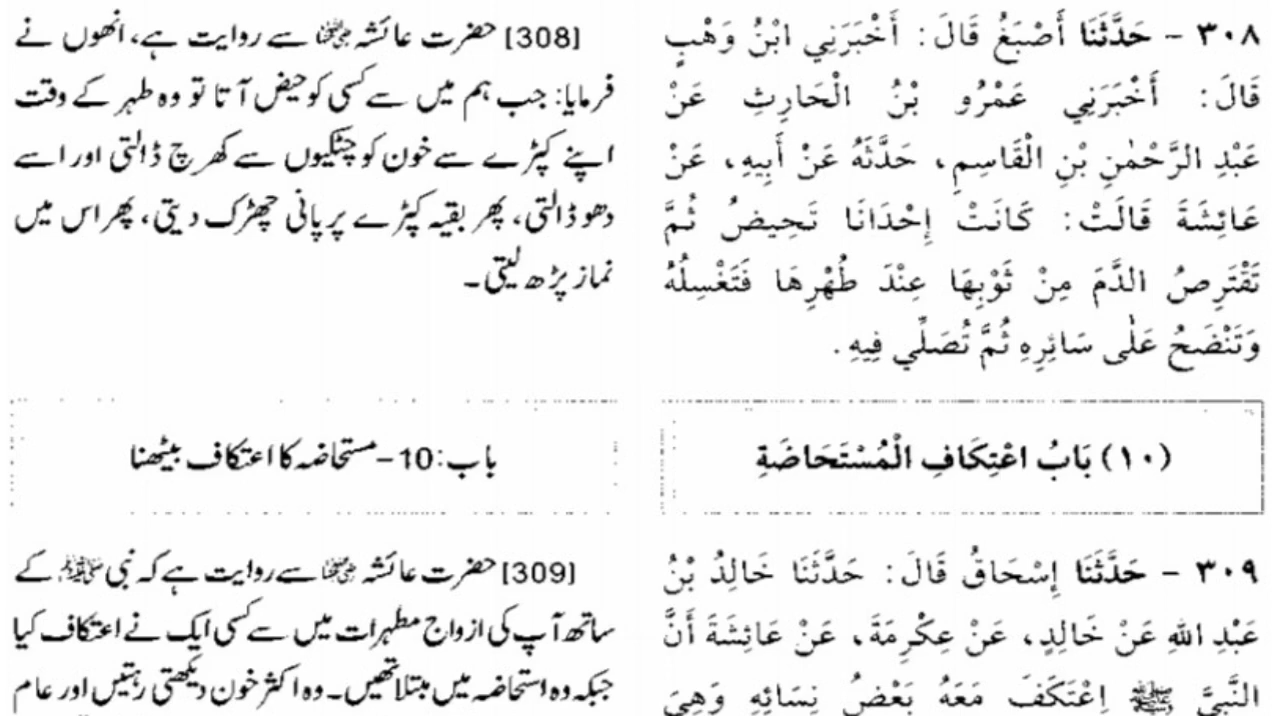 ٣٠٨ - حَدَّثَنَا أَصْبَغُ قَالَ: أَخْبَرَنِي ابْنُ وَهْبٍ
قَالَ: أَخْبَرَنِي عَمْرُو بْنُ الْحَارِثِ عَنْ
عَبْدِ الرَّحْمٰنِ بْنِ الْقَاسِمِ، حَدَّثَهُ عَنْ أَبِيهِ، عَنْ
عَائِشَةَ قَالَتْ: كَانَتْ إِحْدَانَا تَحِيضُ ثُمَّ
تَقْتَرِصُ الدَّمَ مِنْ ثَوْبِهَا عِنْدَ طُهْرِهَا فَتَغْسِلُهُ
وَتَنْضَحُ عَلٰى سَائِرِهِ ثُمَّ تُصَلِّي فِيهِ.
[308] حضرت عائشہ ؓ سے روایت ہے، انھوں نے
فرمایا: جب ہم میں سے کسی کو حیض آتا تو وہ طہر کے وقت
اپنے کپڑے سے خون کو چٹکیوں سے کھرچ ڈالتی اور اسے
دھو ڈالتی، پھر بقیہ کپڑے پر پانی چھڑک دیتی، پھر اس میں
نماز پڑھ لیتی۔
(١٠) بَابُ اعْتِكَافِ الْمُسْتَحَاضَةِ
باب:10-مستحاضہ کا اعتکاف بیٹھنا
٣٠٩ - حَدَّثَنَا إِسْحَاقُ قَالَ: حَدَّثَنَا خَالِدُ بْنُ
عَبْدِ اللهِ عَنْ خَالِدٍ، عَنْ عِكْرِمَةَ، عَنْ عَائِشَةَ أَنَّ
النَّبِيَّ ﷺ اِعْتَكَفَ مَعَهُ بَعْضُ نِسَائِهِ وَهِيَ
[309] حضرت عائشہ ؓ سے روایت ہے کہ نبی ﷺ کے
ساتھ آپ کی ازواج مطہرات میں سے کسی ایک نے اعتکاف کیا
جبکہ وہ استحاضہ میں مبتلا تھیں۔ وہ اکثر خون دیکھتی رہتیں اور عام